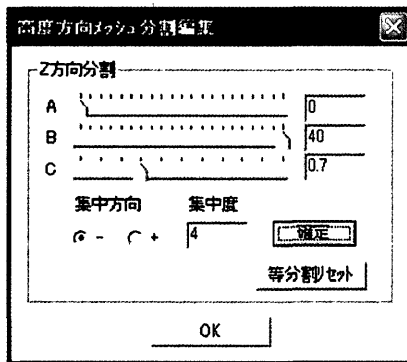 高度方向メッシュ分割編集
Z方向分割
A 0
B 40
C 0.7
集中方向 集中度
- + 4 確定
等分割リセット
OK